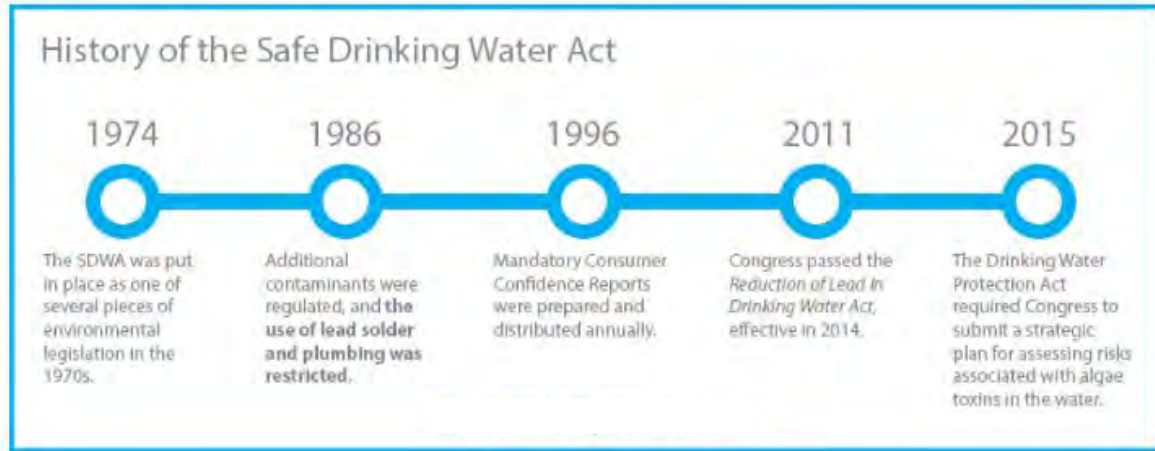 History of the Safe Drinking Water Act
1974
The SDWA was put
in place as one of
several pieces of
environmental
legislation in the
1970s.
1986
Additional
contaminants were
regulated, and the
use of lead solder
and plumbing was
restricted.
1996
Mandatory Consumer
Confidence Reports
were prepared and
distributed annually.
2011
Congress passed the
Reduction of Lead In
Drinking Water Act,
effective in 2014.
2015
The Drinking Water
Protection Act
required Congress to
submit a strategic
plan for assessing risks
associated with algae
toxins in the water.